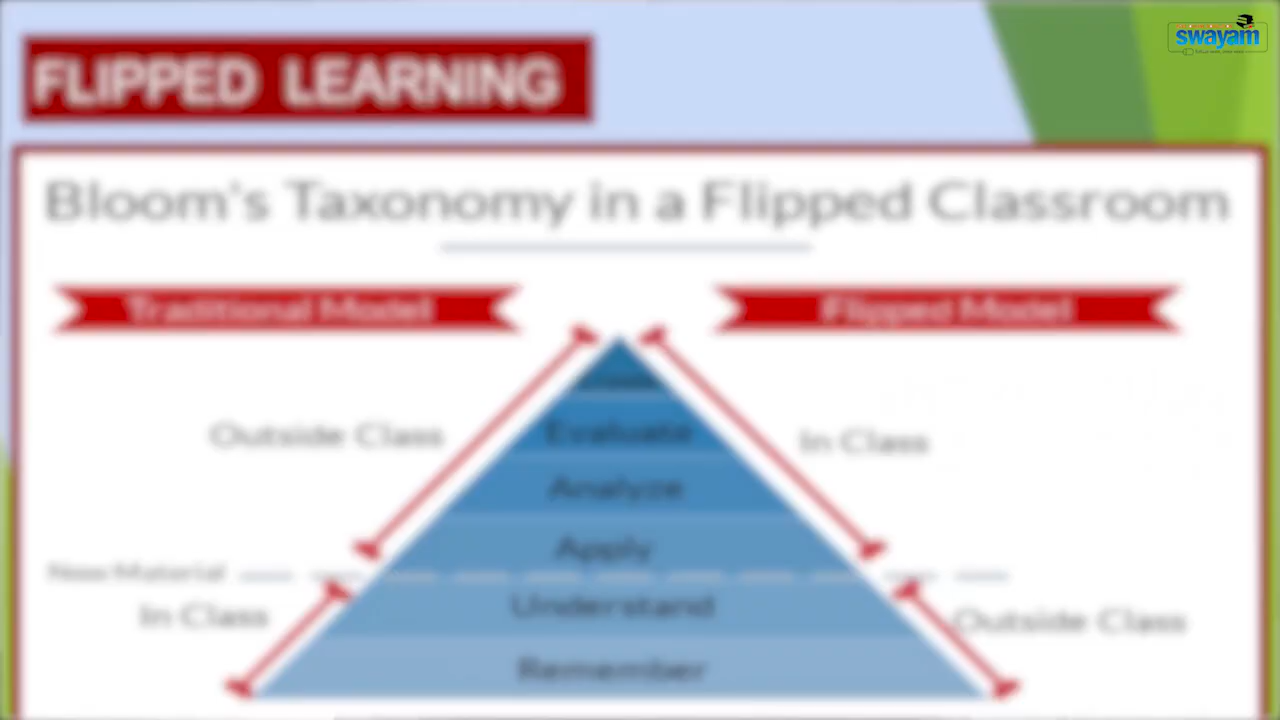 swayam
FLIPPED LEARNING
Bloom's Taxonomy in a Flipped Classroom
Traditional Model
Flipped Model
Outside Class
Evaluate
In Class
Analyze
Apply
New Material
In Class
Understand
Outside Class
Remember